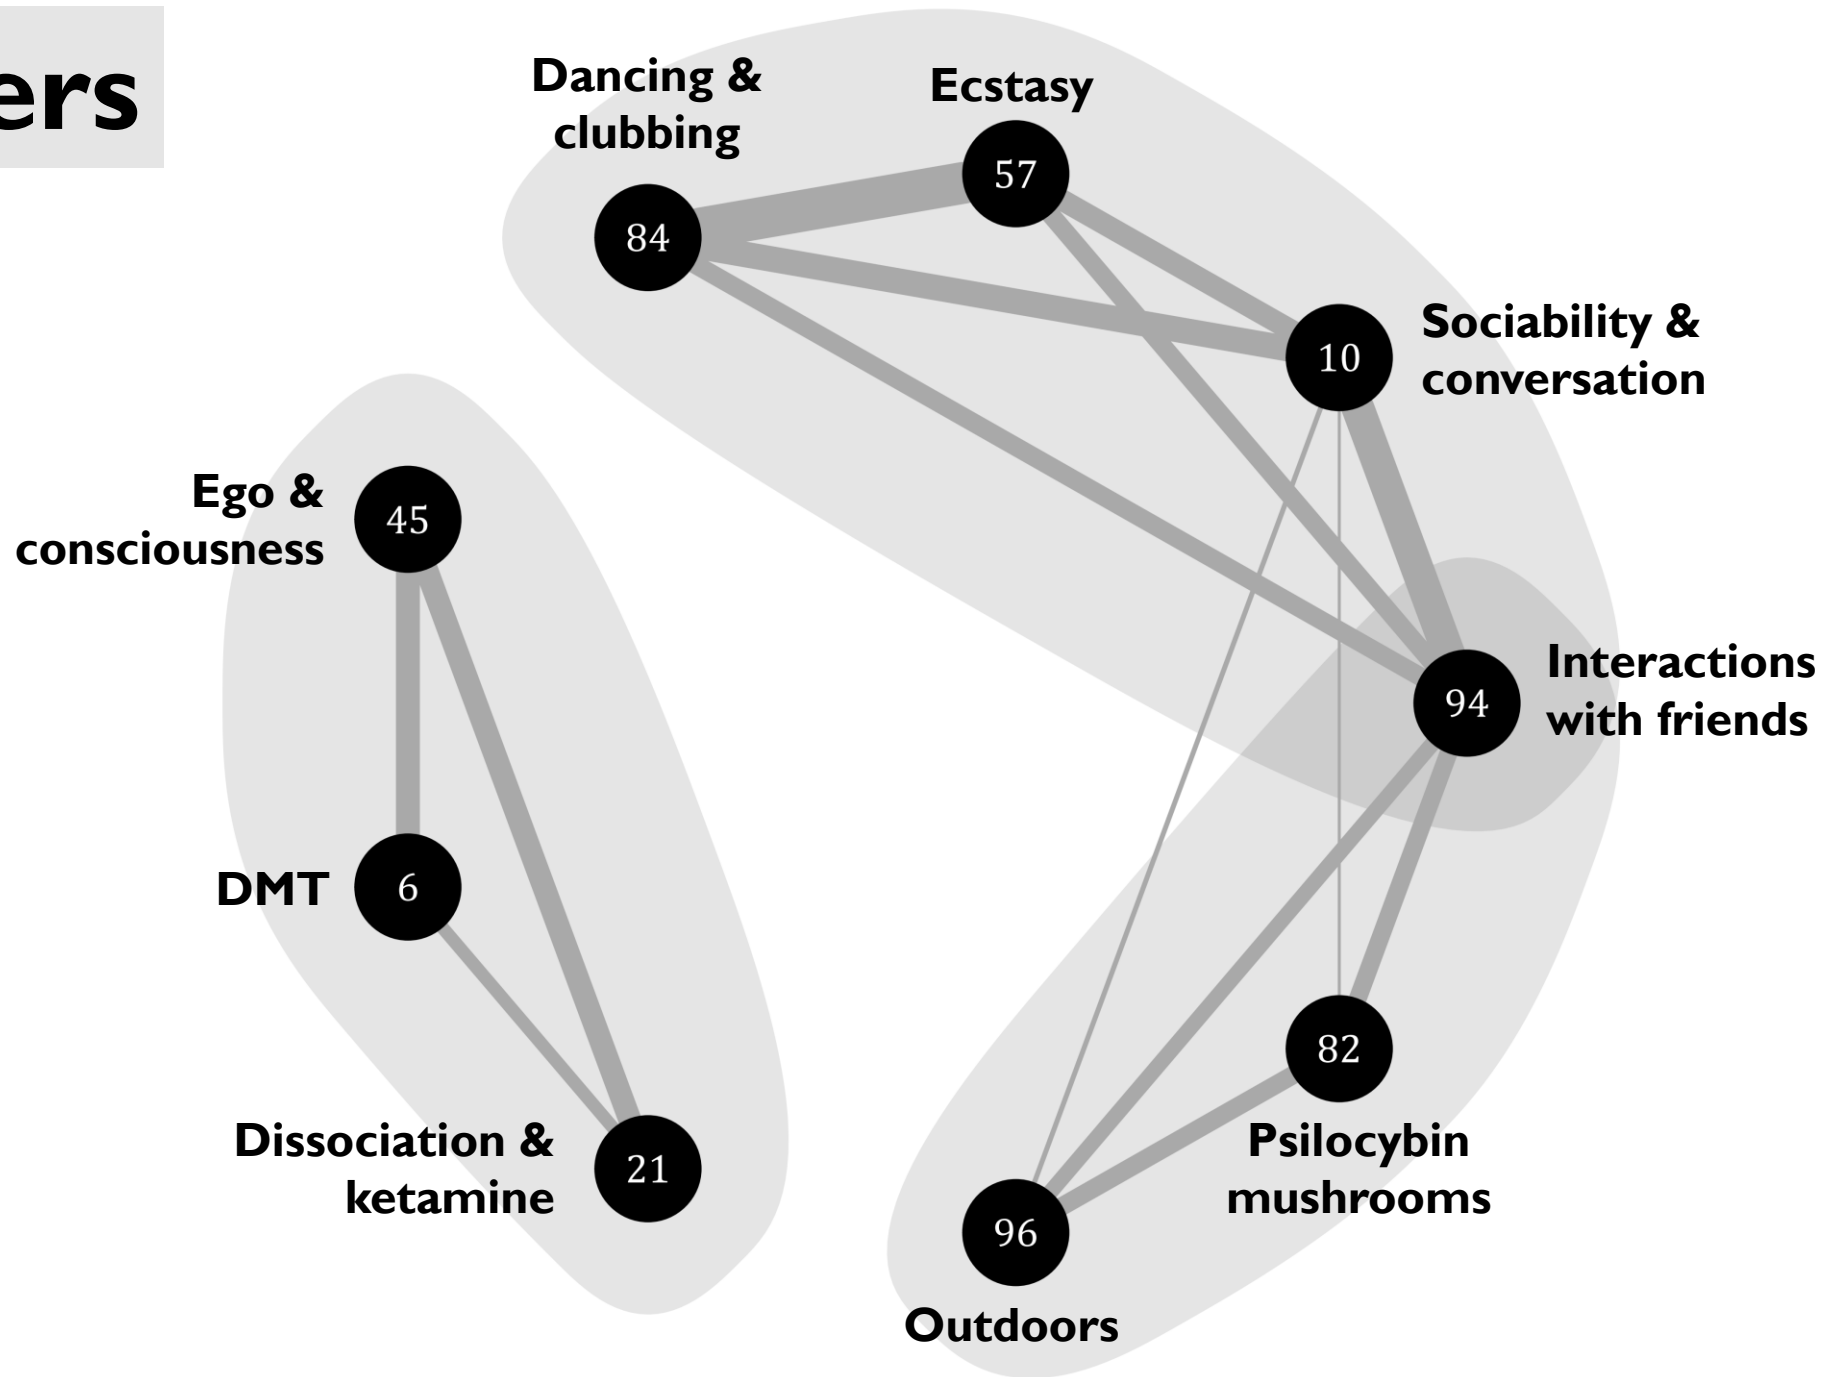 ers
Dancing &
clubbing
Ecstasy
57
84
Sociability &
conversation
10
Ego &
consciousness
45
Interactions
with friends
94
DMT
6
82
Psilocybin
mushrooms
Dissociation &
ketamine
21
96
Outdoors